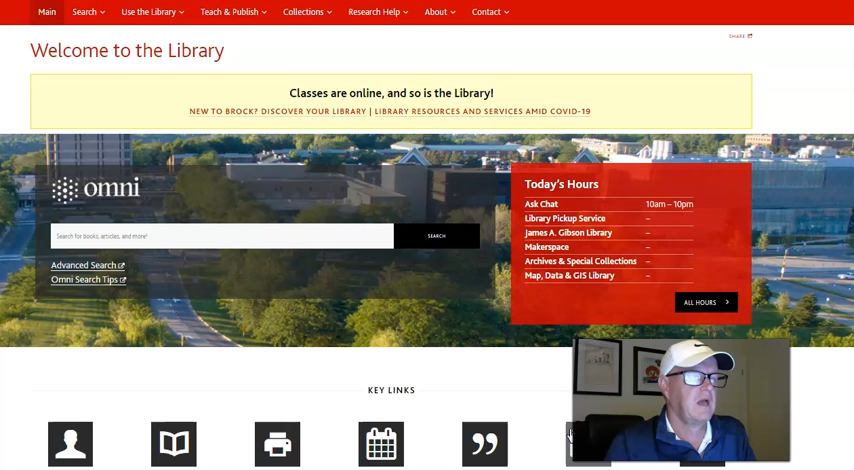 Main Search Use the Library Teach & Publish Collections Research Help About Contact
SHARE
Welcome to the Library
Classes are online, and so is the Library!
NEW TO BROCK? DISCOVER YOUR LIBRARY | LIBRARY RESOURCES AND SERVICES AMID COVID-19
omni
Search for books, articles, and more!
SEARCH
Advanced Search
Omni Search Tips
Today's Hours
Ask Chat 10am – 10pm
Library Pickup Service –
James A. Gibson Library –
Makerspace –
Archives & Special Collections –
Map, Data & GIS Library –
ALL HOURS
KEY LINKS